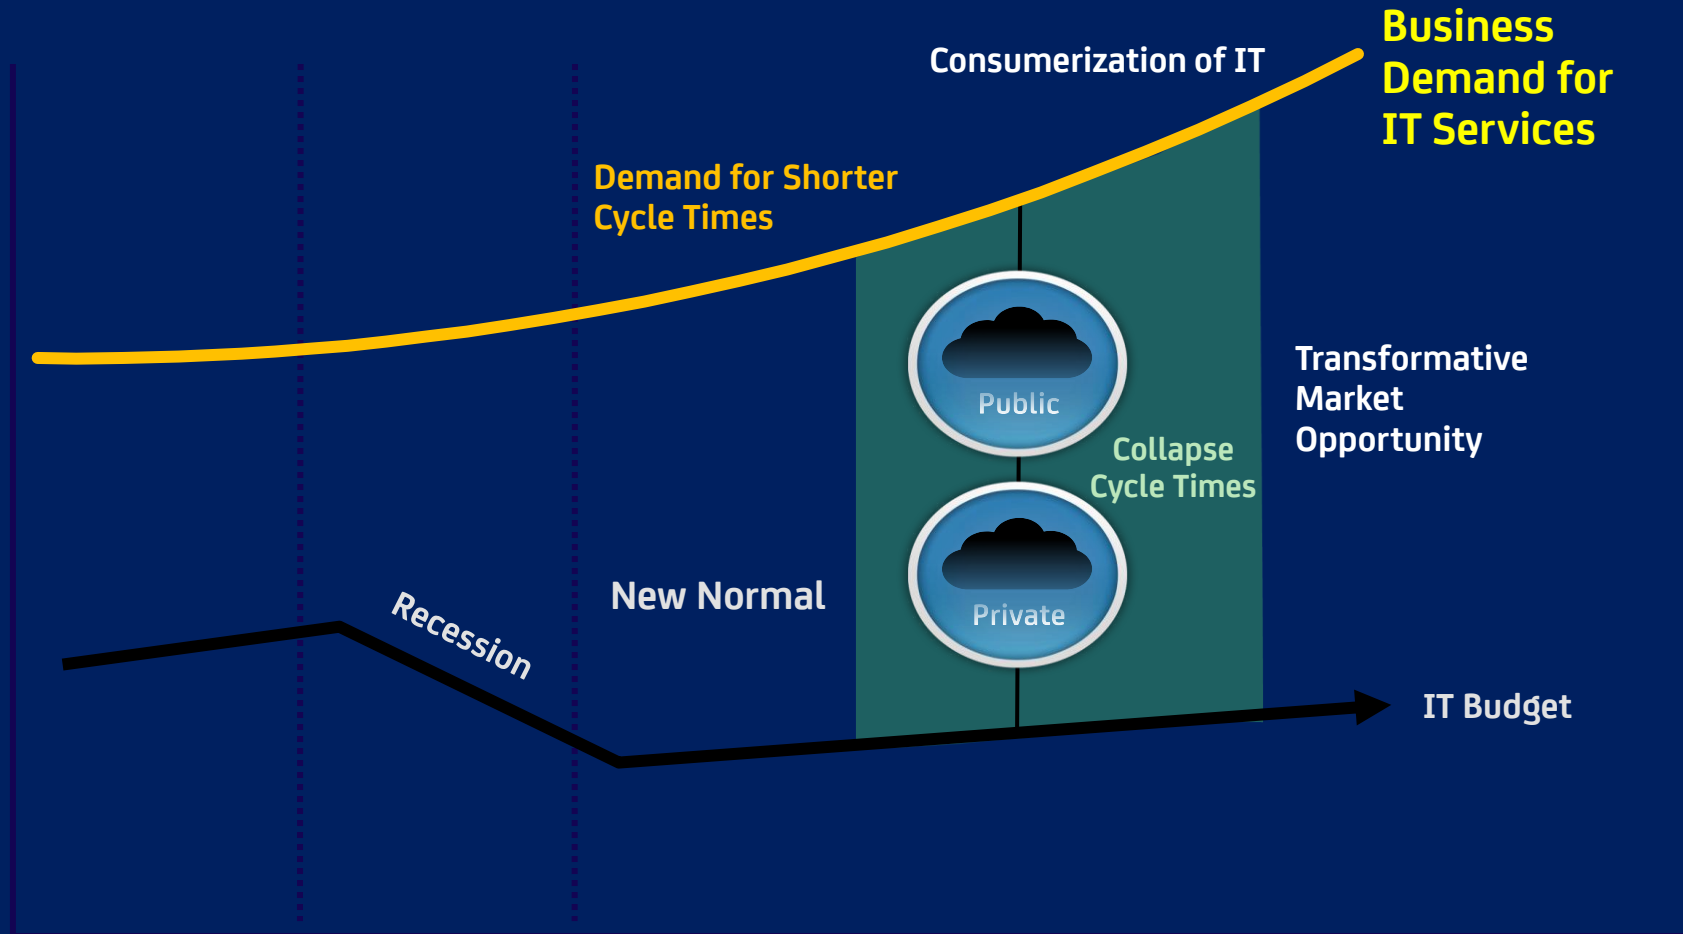 Business
Demand for
IT Services
Consumerization of IT
Demand for Shorter
Cycle Times
Public
Transformative
Market
Opportunity
Collapse
Cycle Times
New Normal
Recession
Private
IT Budget